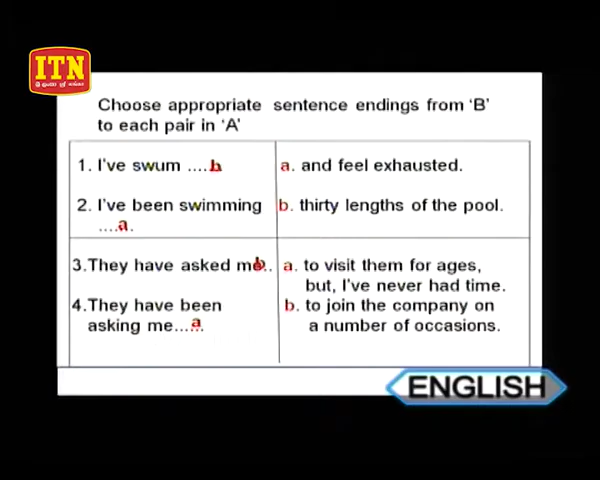 ITN
Choose appropriate sentence endings from 'B'
to each pair in 'A'
1. I've swum ....b
a. and feel exhausted.
2. I've been swimming
....a.
b. thirty lengths of the pool.
3.They have asked me b..
a. to visit them for ages,
but, I've never had time.
4.They have been
asking me....a
b. to join the company on
a number of occasions.
ENGLISH